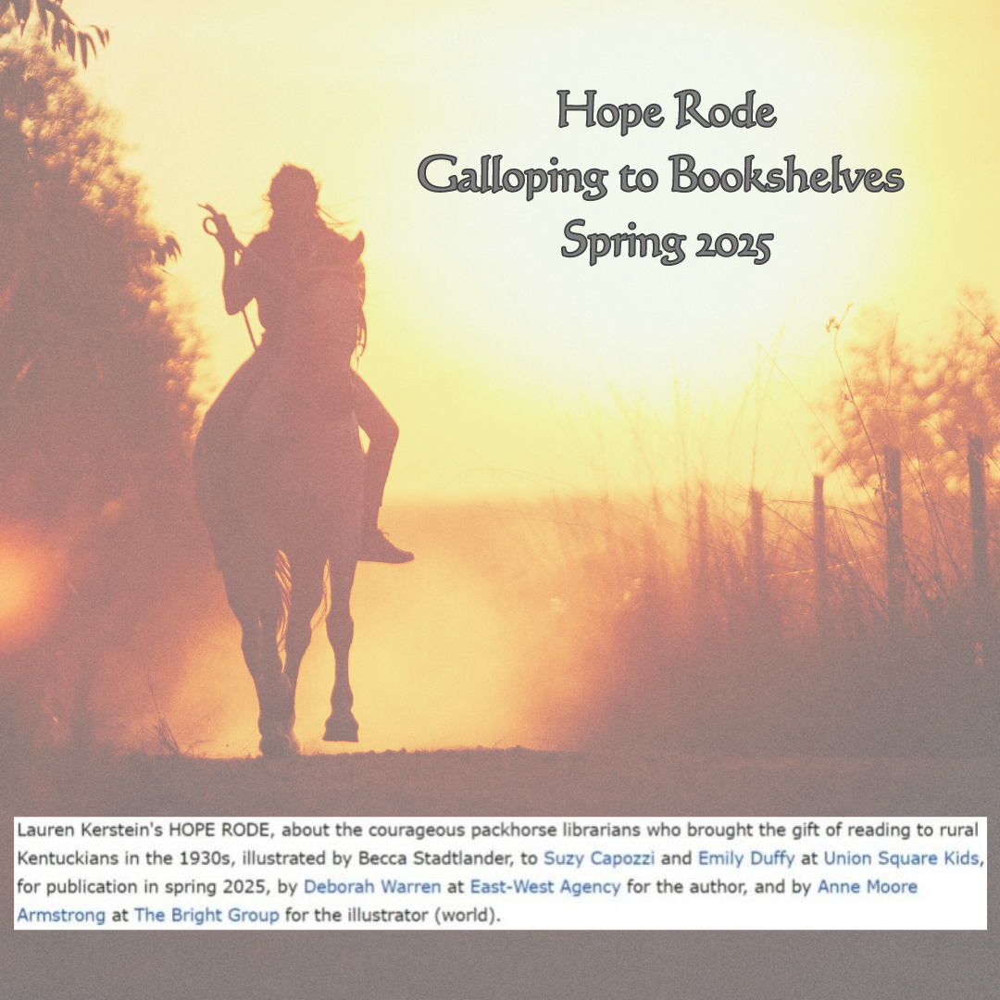 Hope Rode
Galloping to Bookshelves
Spring 2025
Lauren Kerstein's HOPE RODE, about the courageous packhorse librarians who brought the gift of reading to rural
Kentuckians in the 1930s, illustrated by Becca Stadtlander, to Suzy Capozzi and Emily Duffy at Union Square Kids,
for publication in spring 2025, by Deborah Warren at East-West Agency for the author, and by Anne Moore
Armstrong at The Bright Group for the illustrator (world).